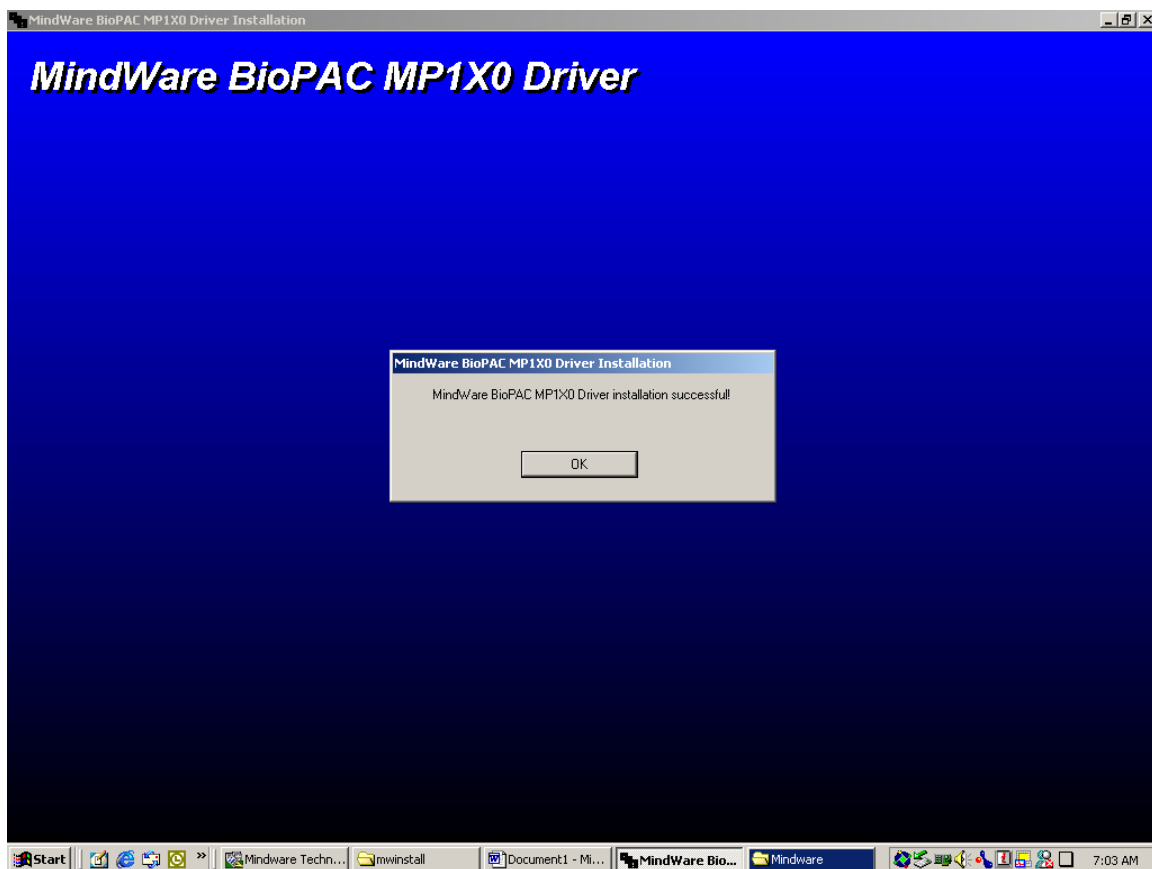 MindWare BioPAC MP1X0 Driver Installation
MindWare BioPAC MP1X0 Driver
MindWare BioPAC MP1X0 Driver Installation
MindWare BioPAC MP1X0 Driver installation successful!
OK
Start » Mindware Techn... mwinstall Document1 - Mi... MindWare Bio... Mindware 7:03 AM